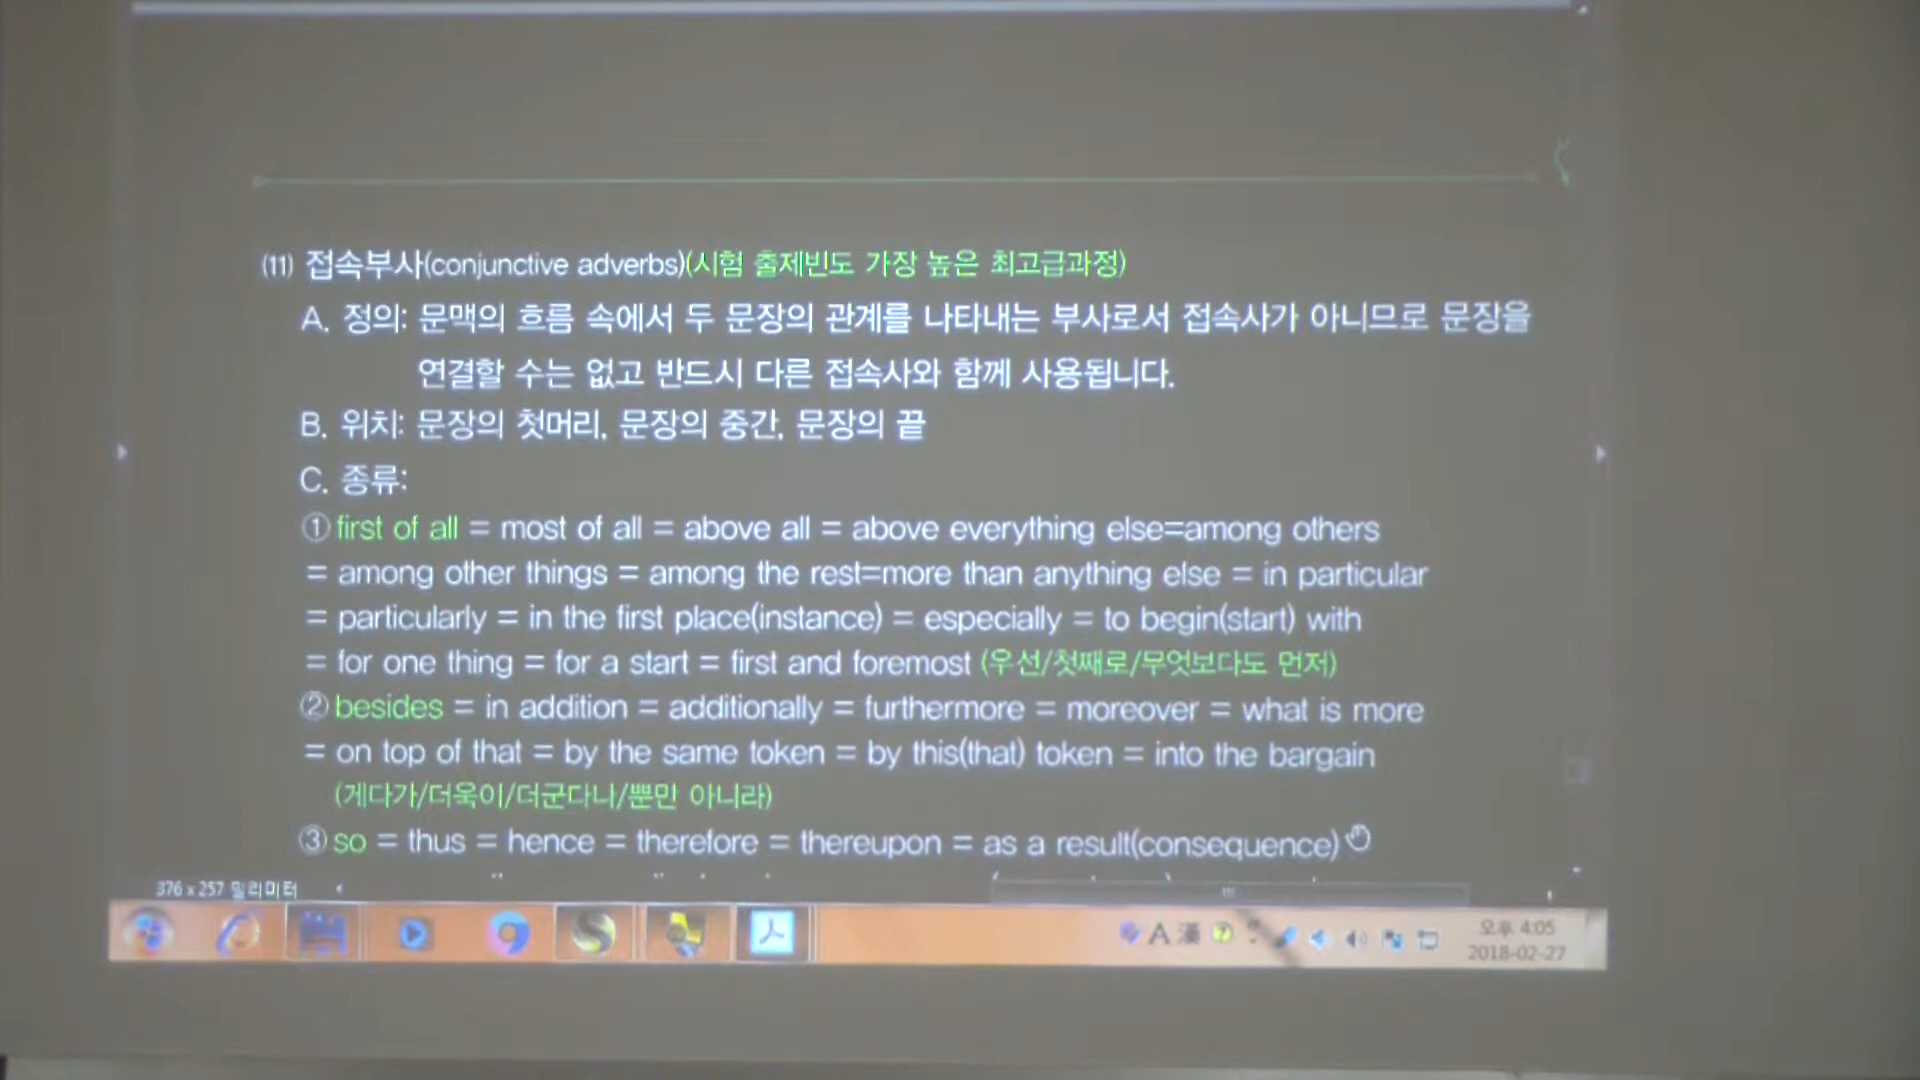 (11) 접속부사(conjunctive adverbs)(시험 출제빈도 가장 높은 최고급과정)
A. 정의: 문맥의 흐름 속에서 두 문장의 관계를 나타내는 부사로서 접속사가 아니므로 문장을
연결할 수는 없고 반드시 다른 접속사와 함께 사용됩니다.
B. 위치: 문장의 첫머리, 문장의 중간, 문장의 끝
C. 종류:
① first of all = most of all = above all = above everything else=among others
= among other things = among the rest=more than anything else = in particular
= particularly = in the first place(instance) = especially = to begin(start) with
= for one thing = for a start = first and foremost (우선/첫째로/무엇보다도 먼저)
② besides = in addition = additionally = furthermore = moreover = what is more
= on top of that = by the same token = by this(that) token = into the bargain
(게다가/더욱이/더군다나/뿐만 아니라)
③ so = thus = hence = therefore = thereupon = as a result(consequence)
376 x 257 밀리미터
A 漢 오후 4:05
2018-02-27